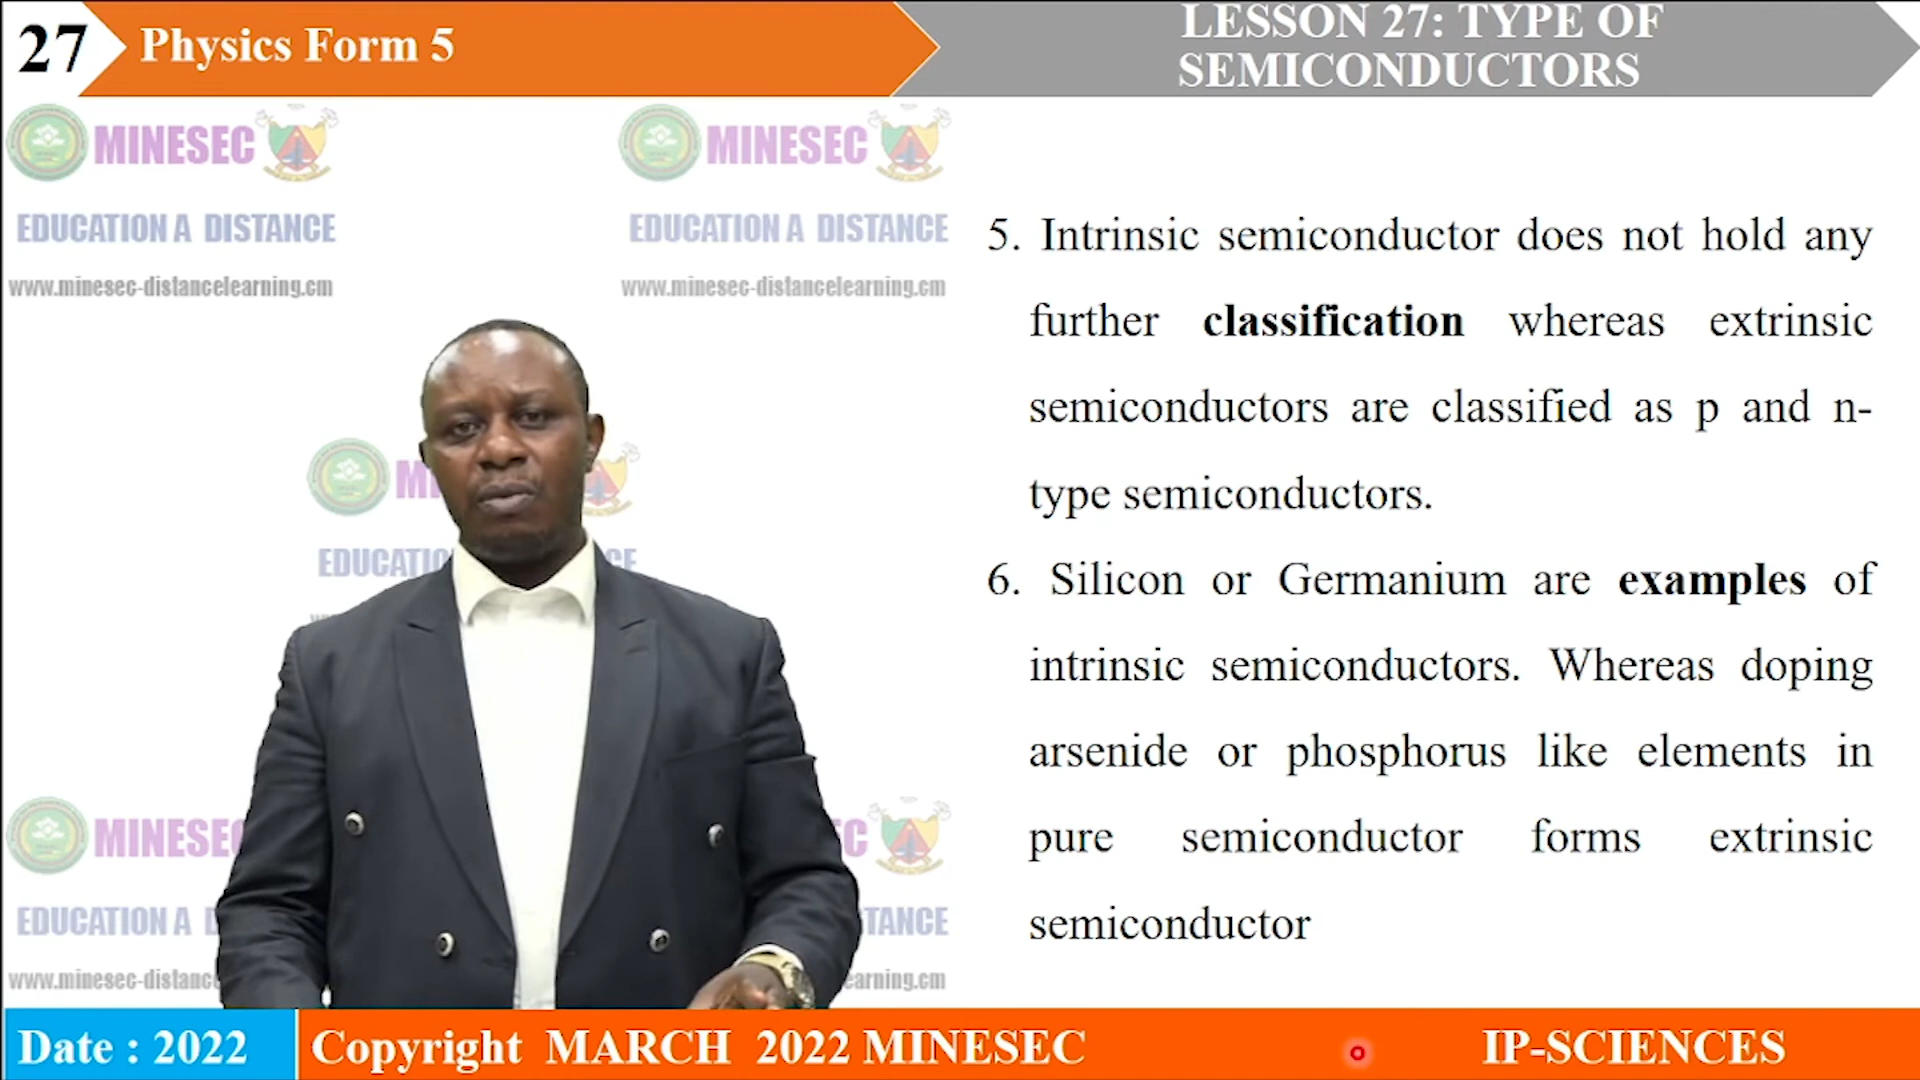 27
Physics Form 5
LESSON 27: TYPE OF
SEMICONDUCTORS
MINESEC
MINESEC
EDUCATION A DISTANCE
EDUCATION A DISTANCE
www.minesec-distancelearning.cm
www.minesec-distancelearning.cm
5. Intrinsic semiconductor does not hold any
further classification whereas extrinsic
semiconductors are classified as p and n-
type semiconductors.
6. Silicon or Germanium are examples of
intrinsic semiconductors. Whereas doping
arsenide or phosphorus like elements in
pure semiconductor forms extrinsic
semiconductor
Date : 2022
Copyright MARCH 2022 MINESEC
IP-SCIENCES